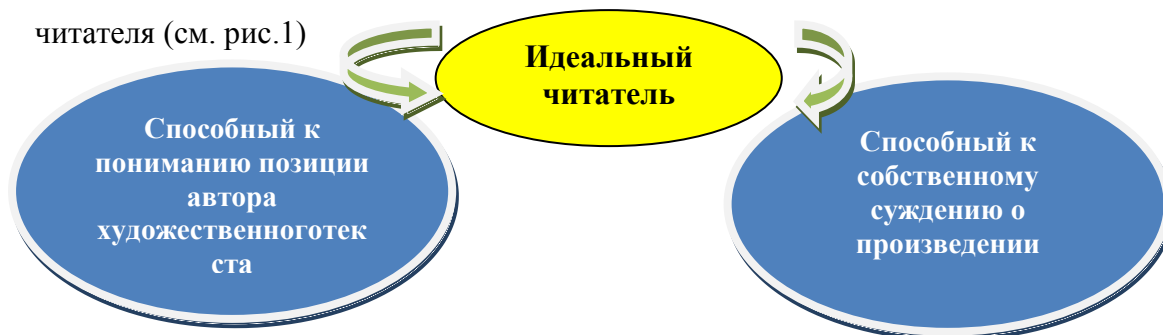 читателя (см. рис.1)
Идеальный
читатель
Способный к
пониманию позиции
автора
художественноготек
ста
Способный к
собственному
суждению о
произведении